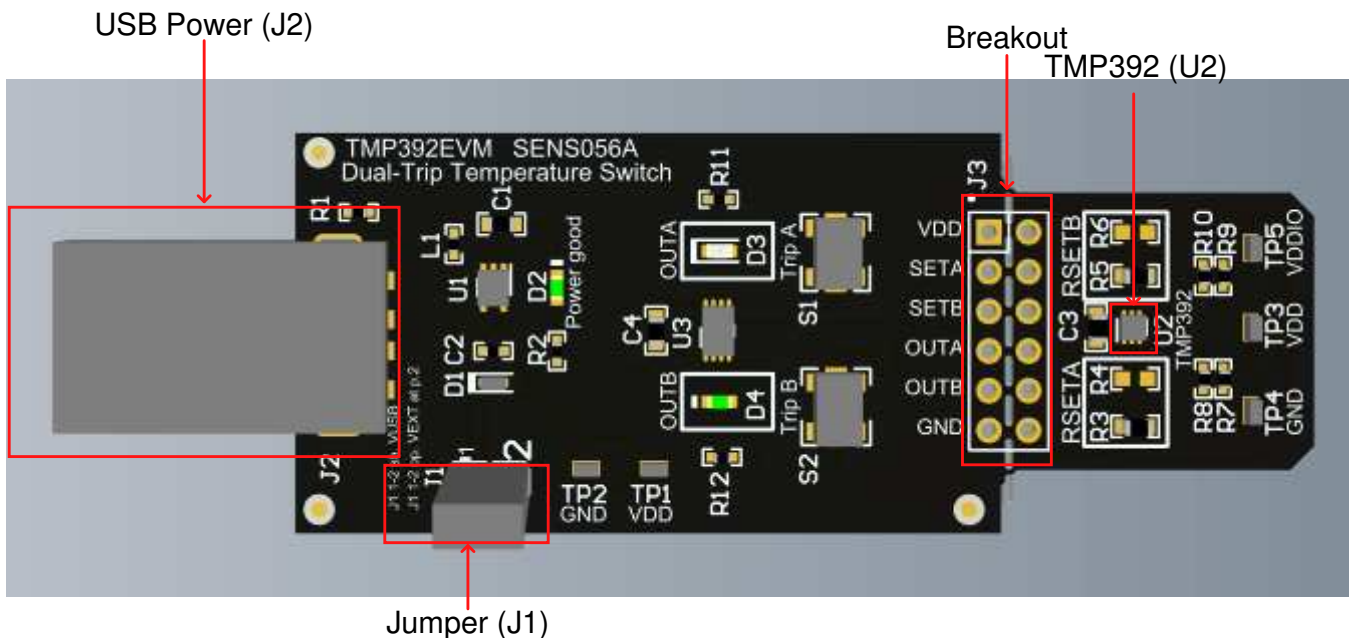 USB Power (J2)
Breakout
TMP392 (U2)
TMP392EVM SENS056A
Dual-Trip Temperature Switch
R1
L1
C1
U1
D2
Power good
C2
R2
D1
J2
J1
2
TP2
GND
TP1
VDD
R11
OUTA
D3
Trip A
S1
C4
U3
OUTB
D4
Trip B
S2
R12
J3
VDD
SETA
SETB
OUTA
OUTB
GND
RSETB
R6
R5
C3
U2
TMP392
RSETA
R4
R3
R10
R9
R8
R7
TP5
VDDIO
TP3
VDD
TP4
GND
Jumper (J1)